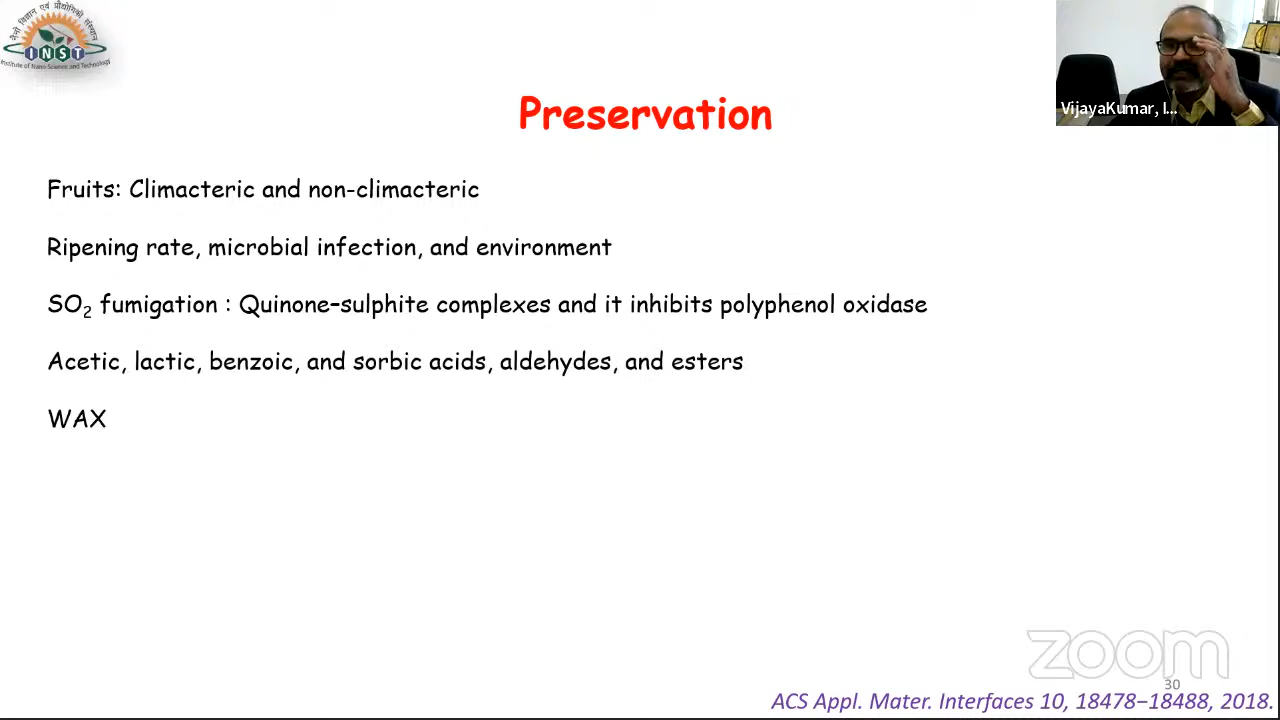 नैनो विज्ञान एवं प्रौद्योगिकी संस्थान
INST
Institute of Nano Science and Technology
VijayaKumar, I...
Preservation
Fruits: Climacteric and non-climacteric
Ripening rate, microbial infection, and environment
SO₂ fumigation : Quinone–sulphite complexes and it inhibits polyphenol oxidase
Acetic, lactic, benzoic, and sorbic acids, aldehydes, and esters
WAX
zoom
30
ACS Appl. Mater. Interfaces 10, 18478−18488, 2018.